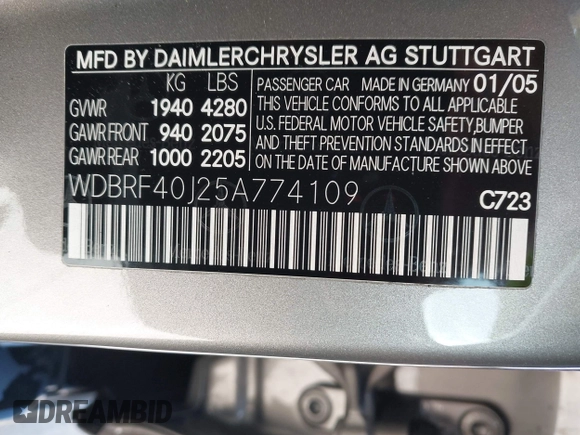 MFD BY DAIMLERCHRYSLER AG STUTTGART
KG LBS
GVWR 1940 4280
GAWR FRONT 940 2075
GAWR REAR 1000 2205
PASSENGER CAR MADE IN GERMANY 01/05
THIS VEHICLE CONFORMS TO ALL APPLICABLE
U.S. FEDERAL MOTOR VEHICLE SAFETY,BUMPER
AND THEFT PREVENTION STANDARDS IN EFFECT
ON THE DATE OF MANUFACTURE SHOWN ABOVE.
WDBRF40J25A774109
C723
DREAMBID